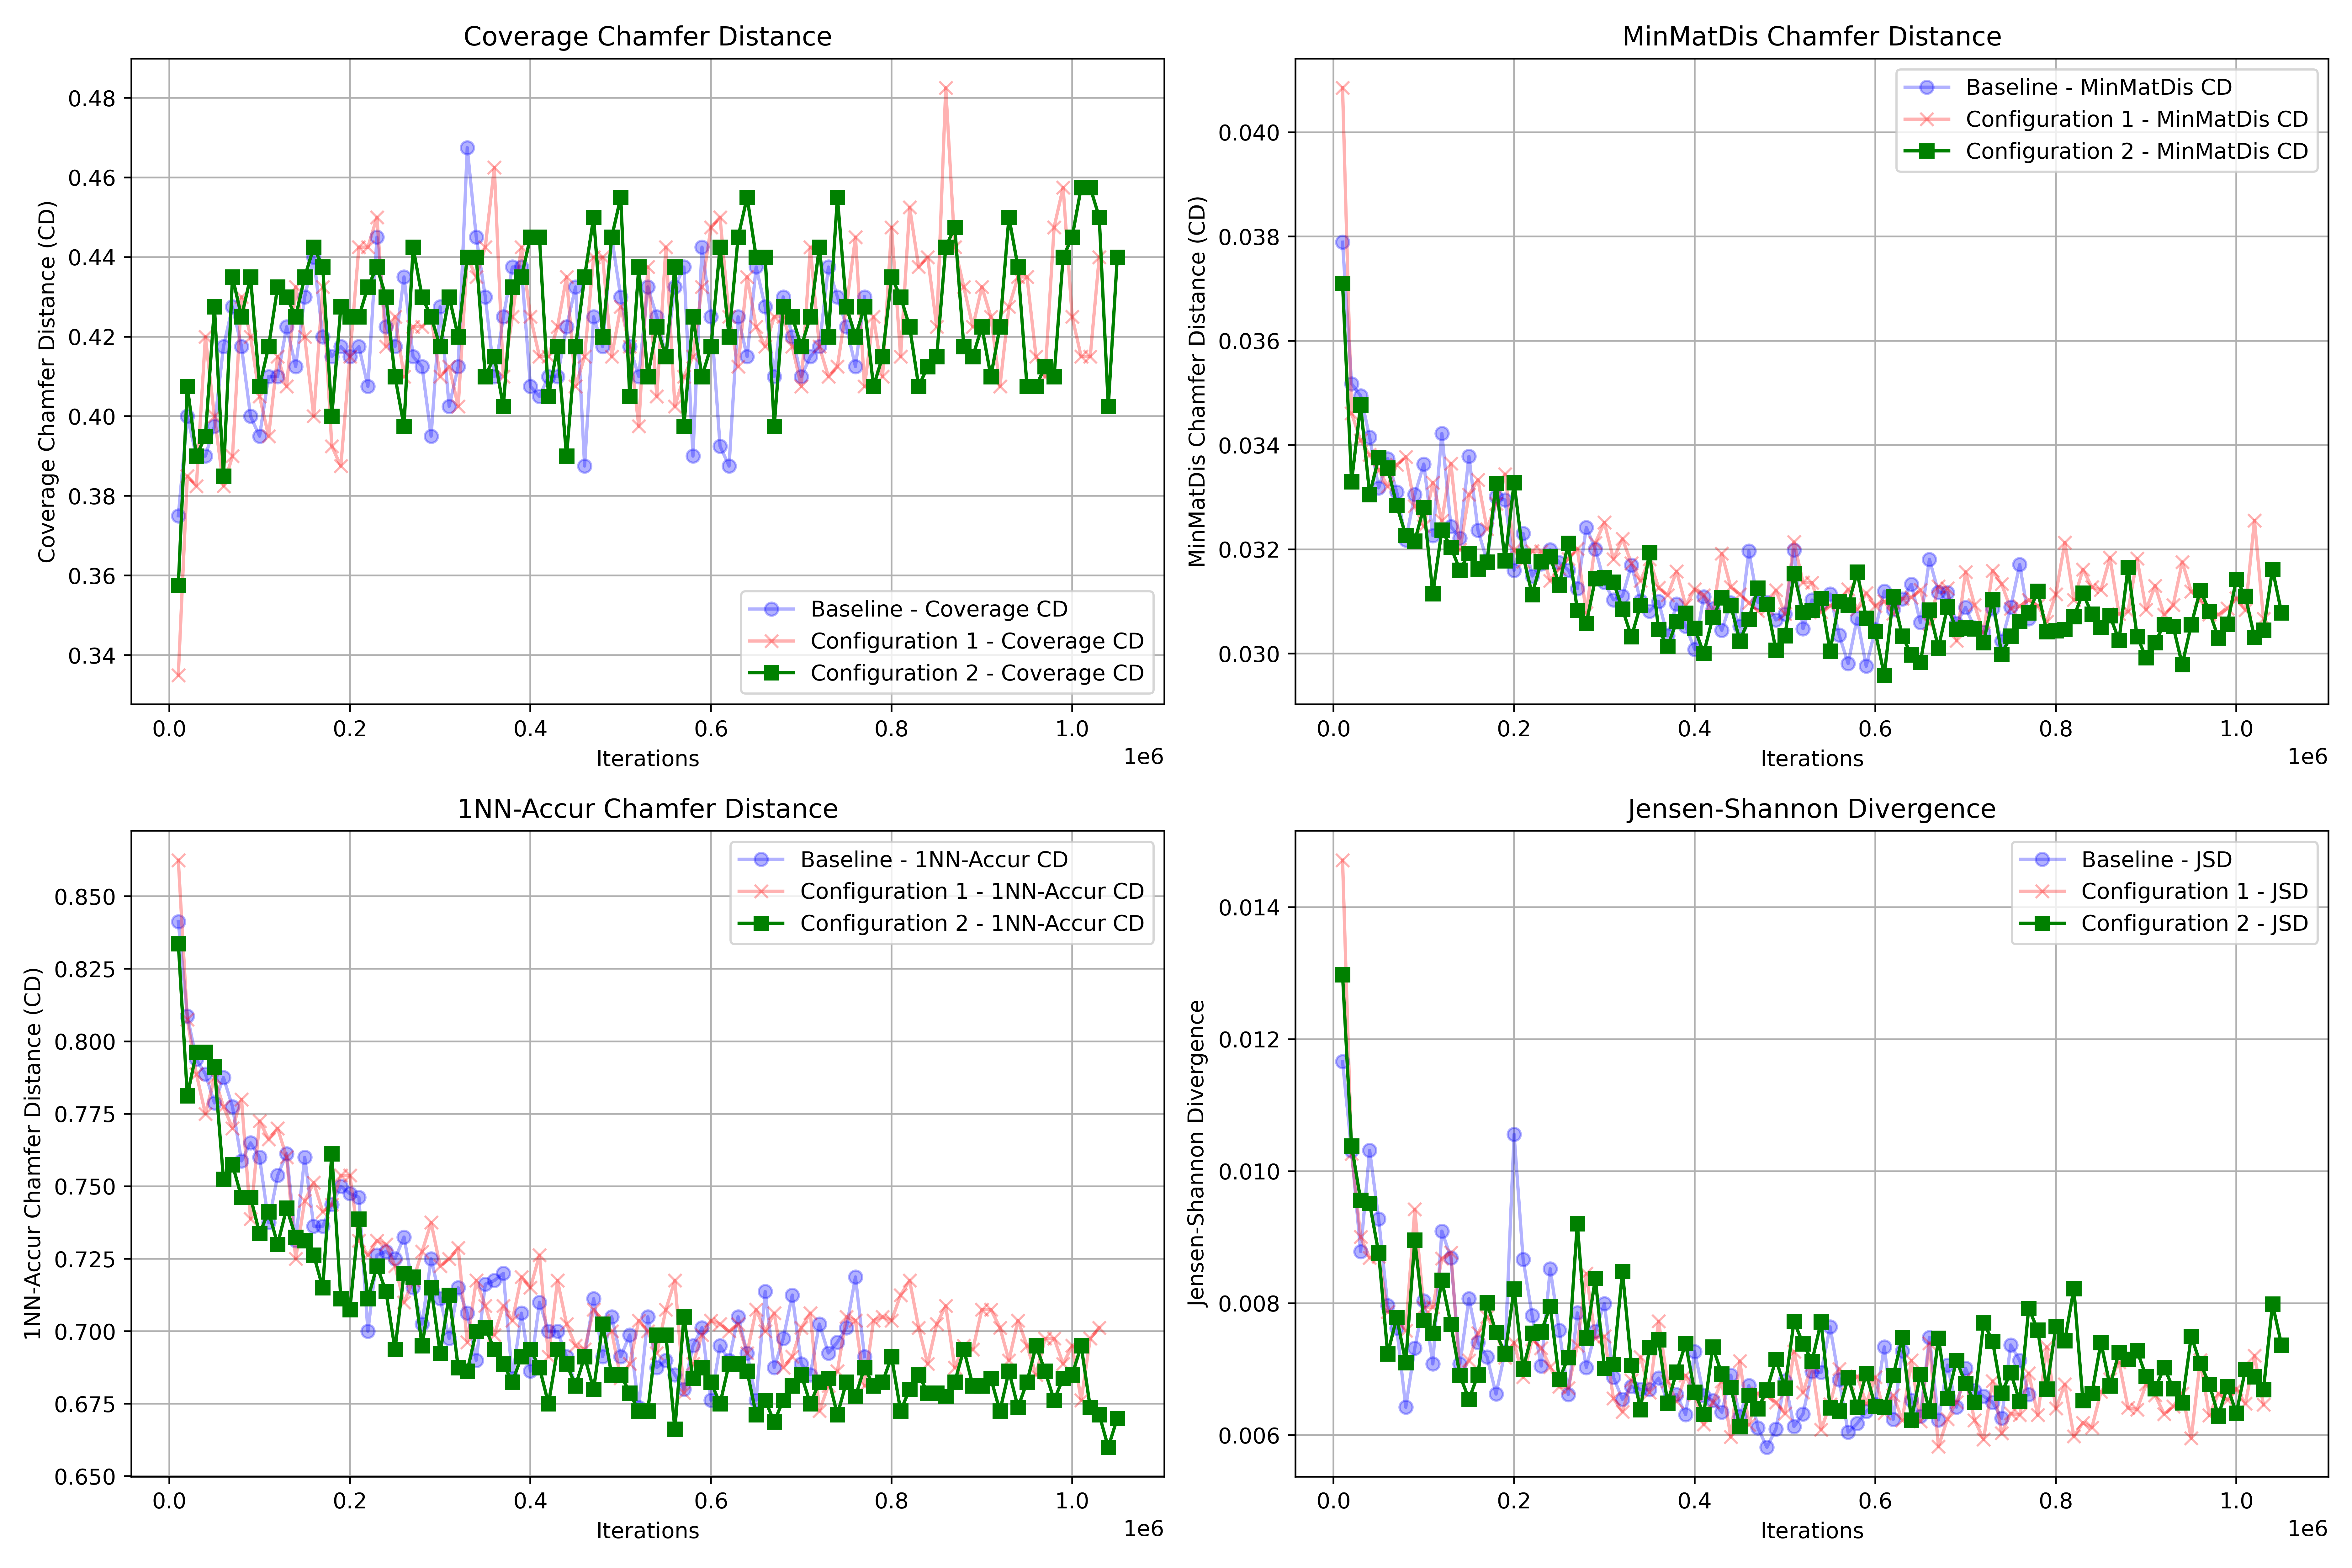 Coverage Chamfer Distance
Coverage Chamfer Distance (CD)
0.48
0.46
0.44
0.42
0.40
0.38
0.36
0.34
Baseline - Coverage CD
Configuration 1 - Coverage CD
Configuration 2 - Coverage CD
0.0 0.2 0.4 0.6 0.8 1.0
Iterations
1e6
MinMatDis Chamfer Distance
MinMatDis Chamfer Distance (CD)
0.040
0.038
0.036
0.034
0.032
0.030
Baseline - MinMatDis CD
Configuration 1 - MinMatDis CD
Configuration 2 - MinMatDis CD
0.0 0.2 0.4 0.6 0.8 1.0
Iterations
1e6
1NN-Accur Chamfer Distance
1NN-Accur Chamfer Distance (CD)
0.850
0.825
0.800
0.775
0.750
0.725
0.700
0.675
0.650
Baseline - 1NN-Accur CD
Configuration 1 - 1NN-Accur CD
Configuration 2 - 1NN-Accur CD
0.0 0.2 0.4 0.6 0.8 1.0
Iterations
1e6
Jensen-Shannon Divergence
Jensen-Shannon Divergence
0.014
0.012
0.010
0.008
0.006
Baseline - JSD
Configuration 1 - JSD
Configuration 2 - JSD
0.0 0.2 0.4 0.6 0.8 1.0
Iterations
1e6